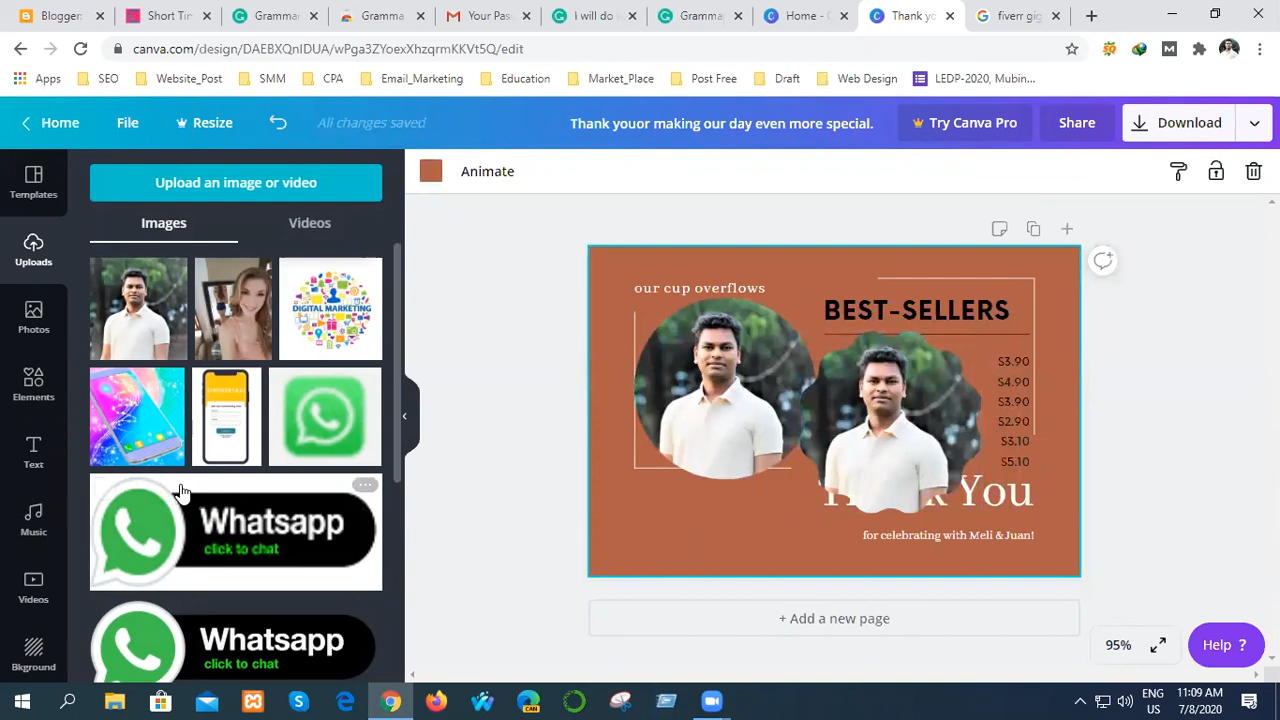 Blogger:
Short Tim
Grammar
Gramma
Gmail
Your Pas
I will do
Gramma
Home - C
Thank yo
fiverr gig
canva.com/design/DAEBXQnIDUA/wPga3ZYoexXhzqrmKKVt5Q/edit
Apps
SEO
Website_Post
SMM
CPA
Email_Marketing
Education
Market_Place
Post Free
Draft
Web Design
LEDP-2020, Mubin...
Home
File
Resize
All changes saved
Thank youor making our day even more special.
Try Canva Pro
Share
Download
Templates
Uploads
Photos
Elements
Text
Music
Videos
Bkground
Upload an image or video
Images
Videos
DIGITAL MARKETING
Whatsapp
click to chat
Whatsapp
click to chat
Animate
our cup overflows
BEST-SELLERS
$3.90
$4.90
$3.90
$2.90
$3.10
$5.10
You
for celebrating with Meli & Juan!
+ Add a new page
95%
Help ?
CAN
ENG
US
11:09 AM
7/8/2020